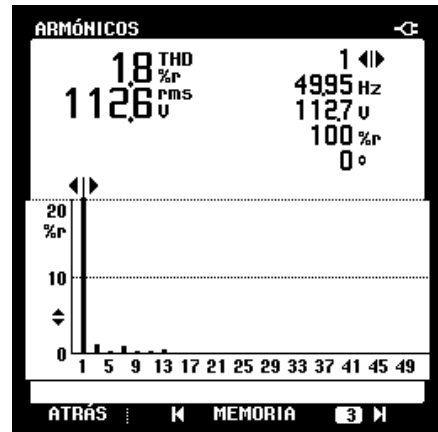 ARMÓNICOS
1,8 THD %r
112,6 rms V
1
49,95 Hz
112,7 V
100 %r
0 °
20
%r
10
0
1 5 9 13 17 21 25 29 33 37 41 45 49
ATRÁS MEMORIA 3